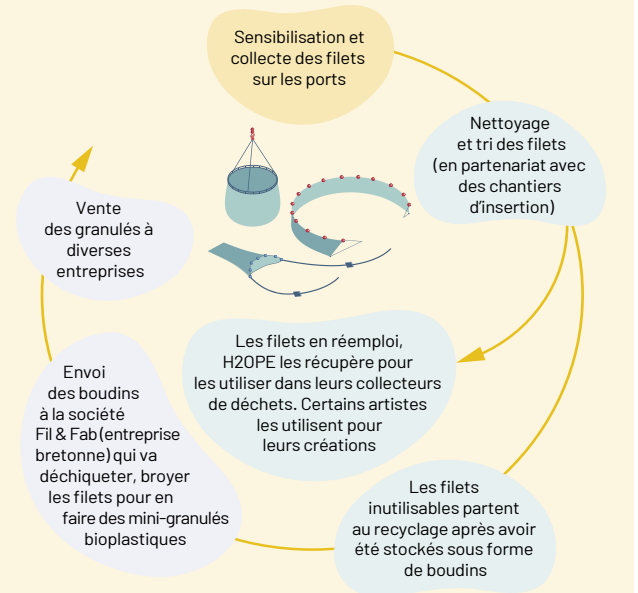 Sensibilisation et
collecte des filets
sur les ports
Nettoyage
et tri des filets
(en partenariat avec
des chantiers
d'insertion)
Les filets en réemploi,
H2OPE les récupère pour
les utiliser dans leurs collecteurs
de déchets. Certains artistes
les utilisent pour
leurs créations
Les filets
inutilisables partent
au recyclage après avoir
été stockés sous forme
de boudins
Envoi
des boudins
à la société
Fil & Fab (entreprise
bretonne) qui va
déchiqueter, broyer
les filets pour en
faire des mini-granulés
bioplastiques
Vente
des granulés à
diverses
entreprises